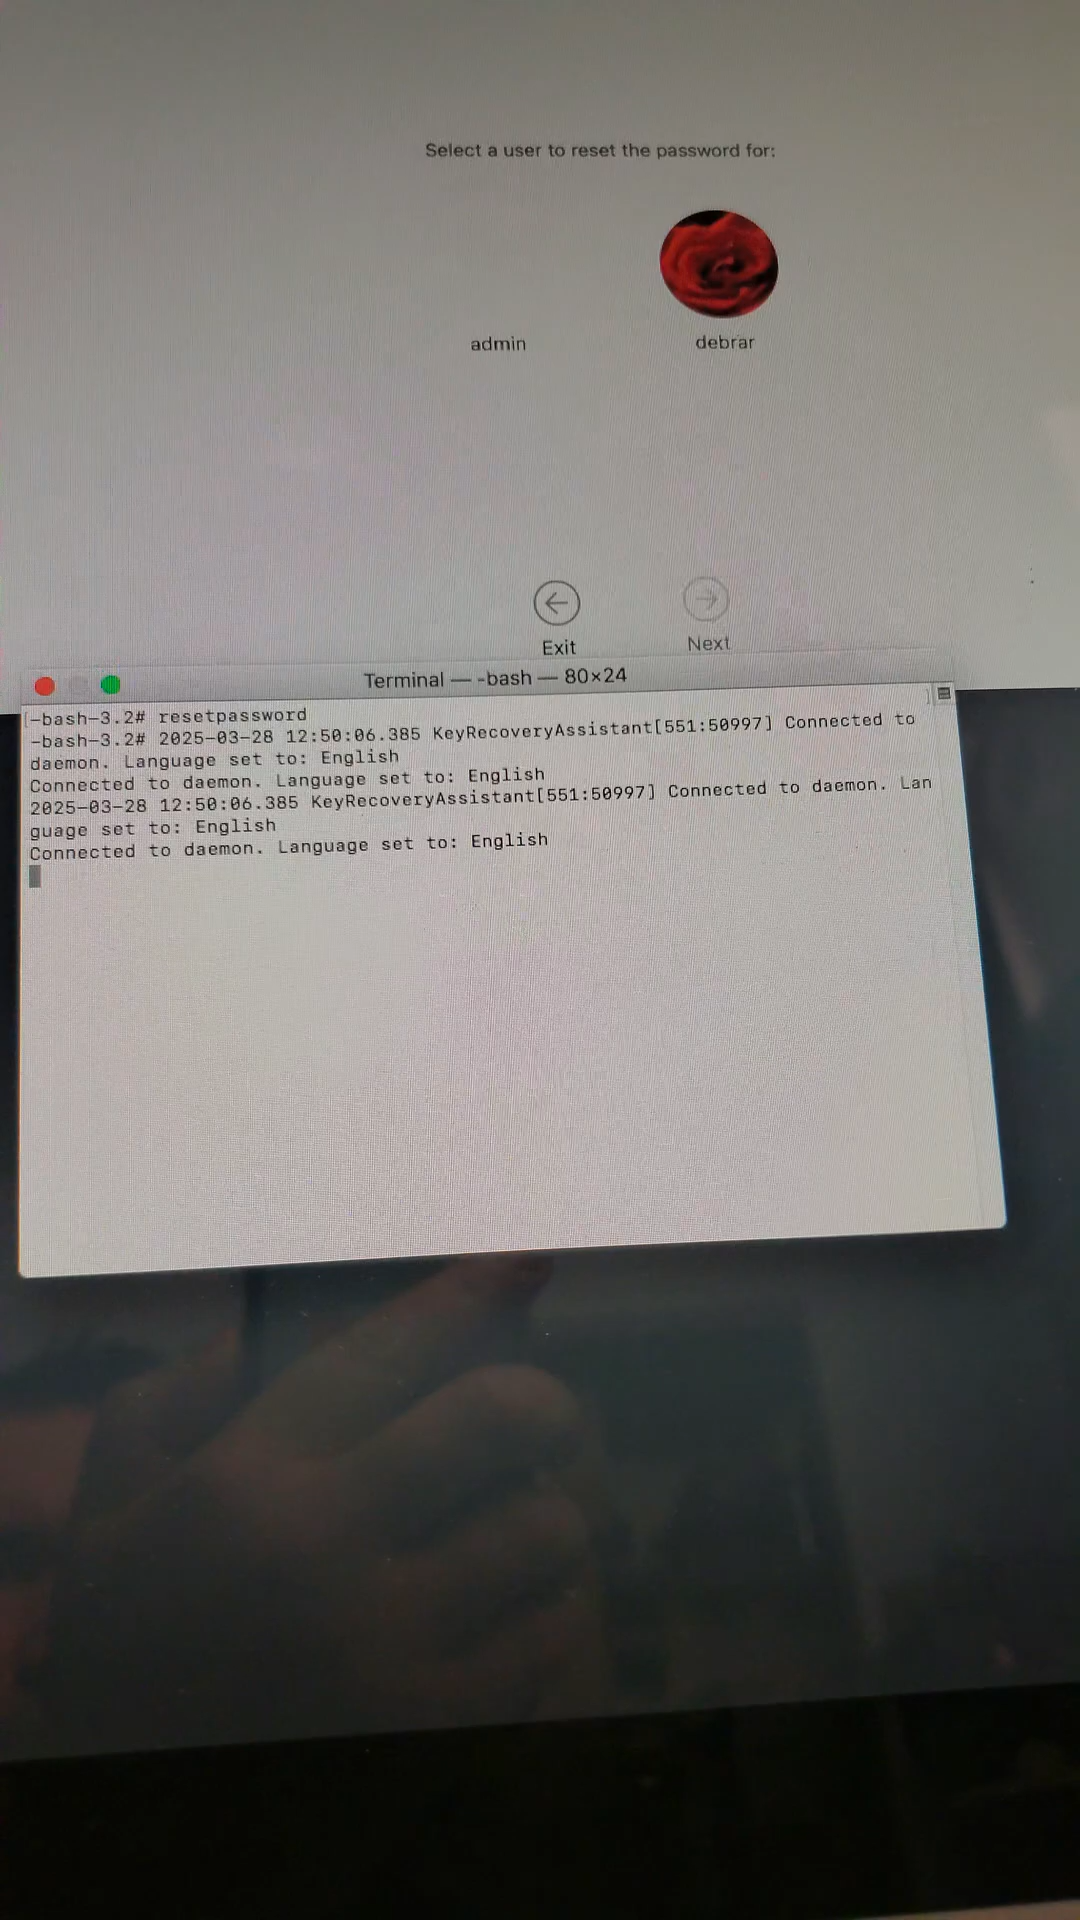 Select a user to reset the password for:
admin
debrar
Exit
Next
Terminal — -bash — 80×24
[-bash-3.2# resetpassword ]
-bash-3.2# 2025-03-28 12:50:06.385 KeyRecoveryAssistant[551:50997] Connected to
daemon. Language set to: English
Connected to daemon. Language set to: English
2025-03-28 12:50:06.385 KeyRecoveryAssistant[551:50997] Connected to daemon. Lan
guage set to: English
Connected to daemon. Language set to: English